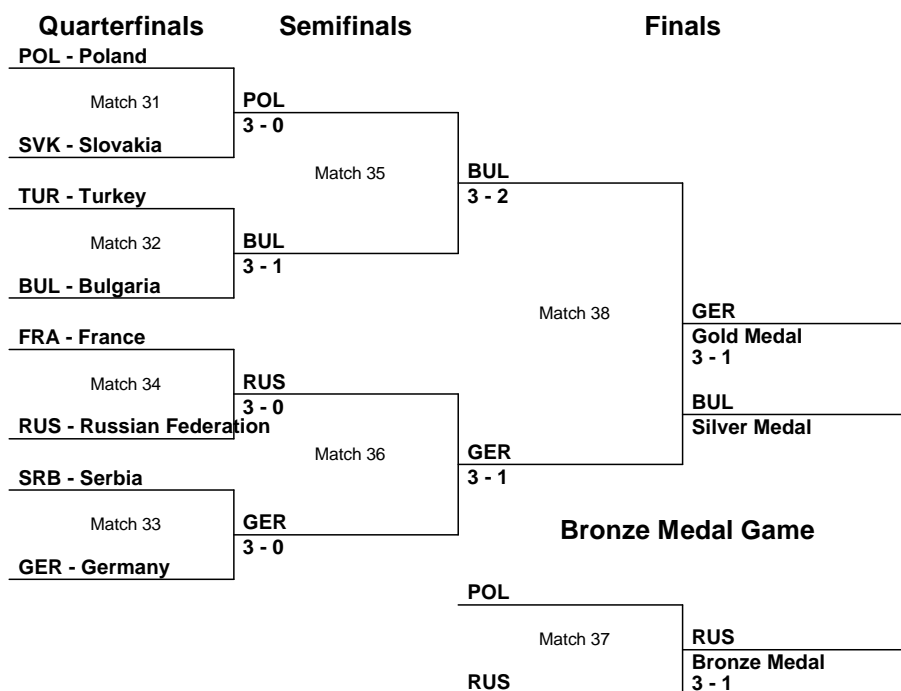 Quarterfinals
Semifinals
Finals
POL - Poland
Match 31
SVK - Slovakia
POL
3 - 0
TUR - Turkey
Match 32
BUL - Bulgaria
BUL
3 - 1
Match 35
BUL
3 - 2
FRA - France
Match 34
RUS - Russian Federation
RUS
3 - 0
SRB - Serbia
Match 33
GER - Germany
GER
3 - 0
Match 36
GER
3 - 1
Match 38
GER
Gold Medal
3 - 1
BUL
Silver Medal
Bronze Medal Game
POL
Match 37
RUS
RUS
Bronze Medal
3 - 1